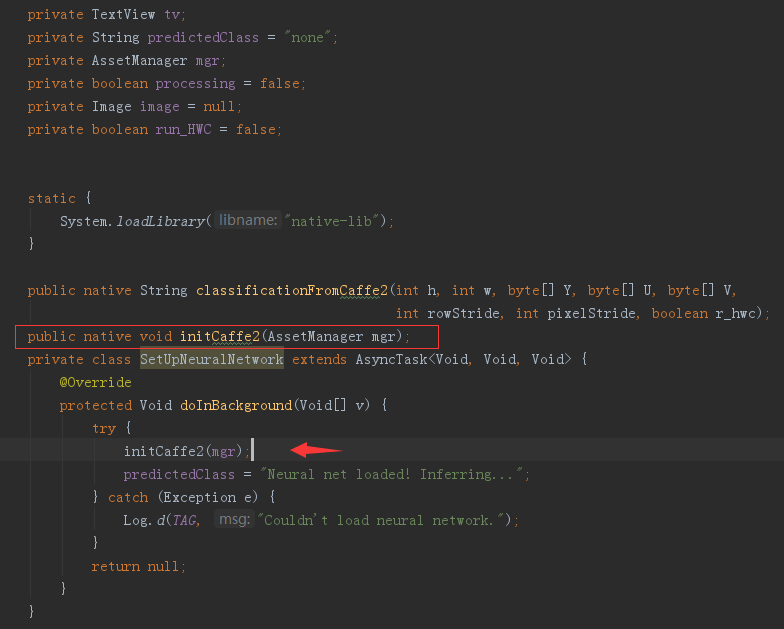 private TextView tv;
private String predictedClass = "none";
private AssetManager mgr;
private boolean processing = false;
private Image image = null;
private boolean run_HWC = false;
static {
System.loadLibrary( libname: "native-lib");
}
public native String classificationFromCaffe2(int h, int w, byte[] Y, byte[] U, byte[] V,
int rowStride, int pixelStride, boolean r_hwc);
public native void initCaffe2(AssetManager mgr);
private class SetUpNeuralNetwork extends AsyncTask<Void, Void, Void> {
@Override
protected Void doInBackground(Void[] v) {
try {
initCaffe2(mgr);
predictedClass = "Neural net loaded! Inferring...";
} catch (Exception e) {
Log.d(TAG, msg: "Couldn't load neural network.");
}
return null;
}
}